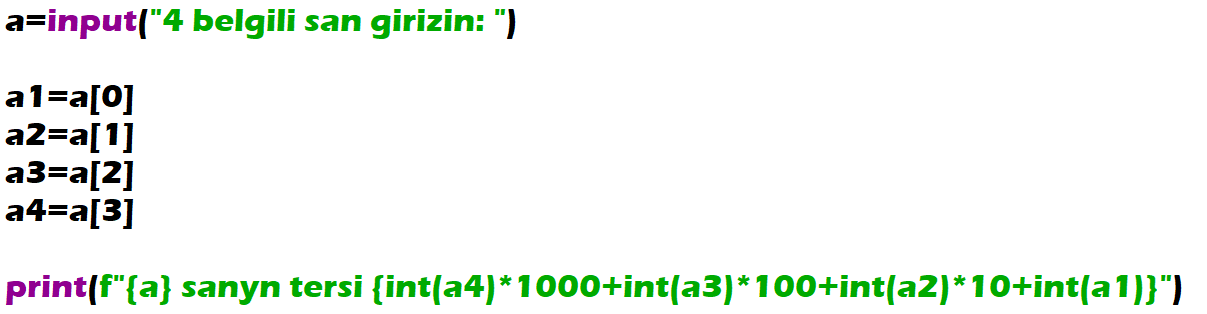 a=input("4 belgili san girizin: ")
a1=a[0]
a2=a[1]
a3=a[2]
a4=a[3]
print(f"{a} sanyn tersi {int(a4)*1000+int(a3)*100+int(a2)*10+int(a1)}")